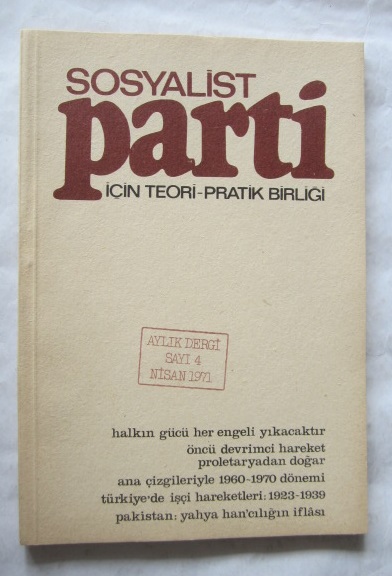 SOSYALİST
parti
İÇİN TEORİ-PRATİK BİRLİĞİ
AYLIK DERGİ
SAYI 4
NİSAN 1971
halkın gücü her engeli yıkacaktır
öncü devrimci hareket
proletaryadan doğar
ana çizgileriyle 1960-1970 dönemi
türkiye'de işçi hareketleri: 1923-1939
pakistan: yahya han'cılığın iflâsı